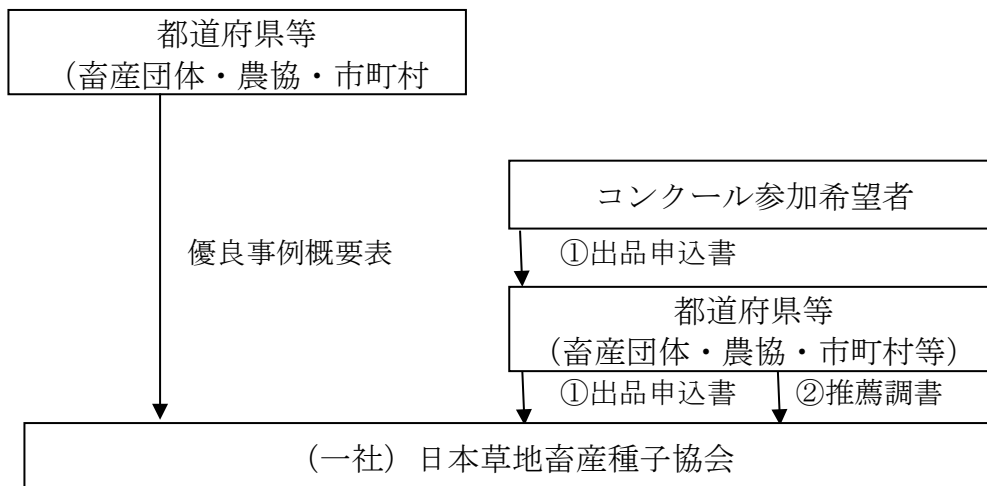 都道府県等
（畜産団体・農協・市町村
コンクール参加希望者
優良事例概要表
①出品申込書
都道府県等
（畜産団体・農協・市町村等）
①出品申込書
②推薦調書
（一社）日本草地畜産種子協会